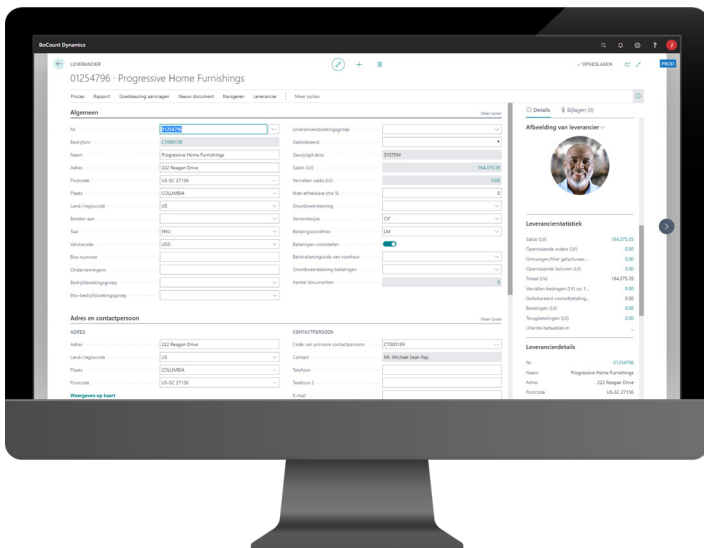 BoCount Dynamics
?
J
LEVERANCIER
OPGESLAGEN
PROD
01254796 · Progressive Home Furnishings
Proces Rapport Goedkeuring aanvragen Nieuw document Navigeren Leverancier Meer opties
Algemeen
Meer tonen
Nr. 01254796
Bedrijfsnr. CT000139
Naam Progressive Home Furnishings
Adres 222 Reagan Drive
Postcode US-SC 27136
Plaats COLUMBIA
Land-/regiocode US
Betalen aan
Taal ENU
Valutacode USD
Btw-nummer
Ondernemingsnr.
Bedrijfsboekingsgroep
Btw-bedrijfsboekingsgroep
Leveranciersboekingsgroep
Geblokkeerd
Gewijzigd door SYSTEM
Saldo (LV) 164.375,35
Vervallen saldo (LV) 0,00
Niet-aftrekbare btw % 0
Grootboekrekening
Verzendwijze CIF
Betalingscondities LM
Betalingen voorstellen
Bankrekeningcode van voorkeur
Grootboekrekening betalingen
Aantal documenten 0
Adres en contactpersoon
Meer tonen
ADRES
Adres 222 Reagan Drive
Land-/regiocode US
Plaats COLUMBIA
Postcode US-SC 27136
Weergeven op kaart
CONTACTPERSOON
Code van primaire contactpersoon
Contact Mr. Michael Sean Ray
Telefoon
Telefoon 2
E-mail
Details Bijlagen (0)
Afbeelding van leverancier
Leverancierstatistiek
Saldo (LV) 164.375,35
Openstaande orders (LV) 0,00
Ontvangen/Niet gefactureer... 0,00
Openstaande facturen (LV) 0,00
Totaal (LV) 164.375,35
Vervallen bedragen (LV) op 1... 0,00
Gefactureerd vooruitbetaling... 0,00
Betalingen (LV) 0,00
Terugbetalingen (LV) 0,00
Uiterste betaaldatum
Leverancierdetails
Nr. 01254796
Naam Progressive Home Furnishings
Adres 222 Reagan Drive
Postcode US-SC 27136